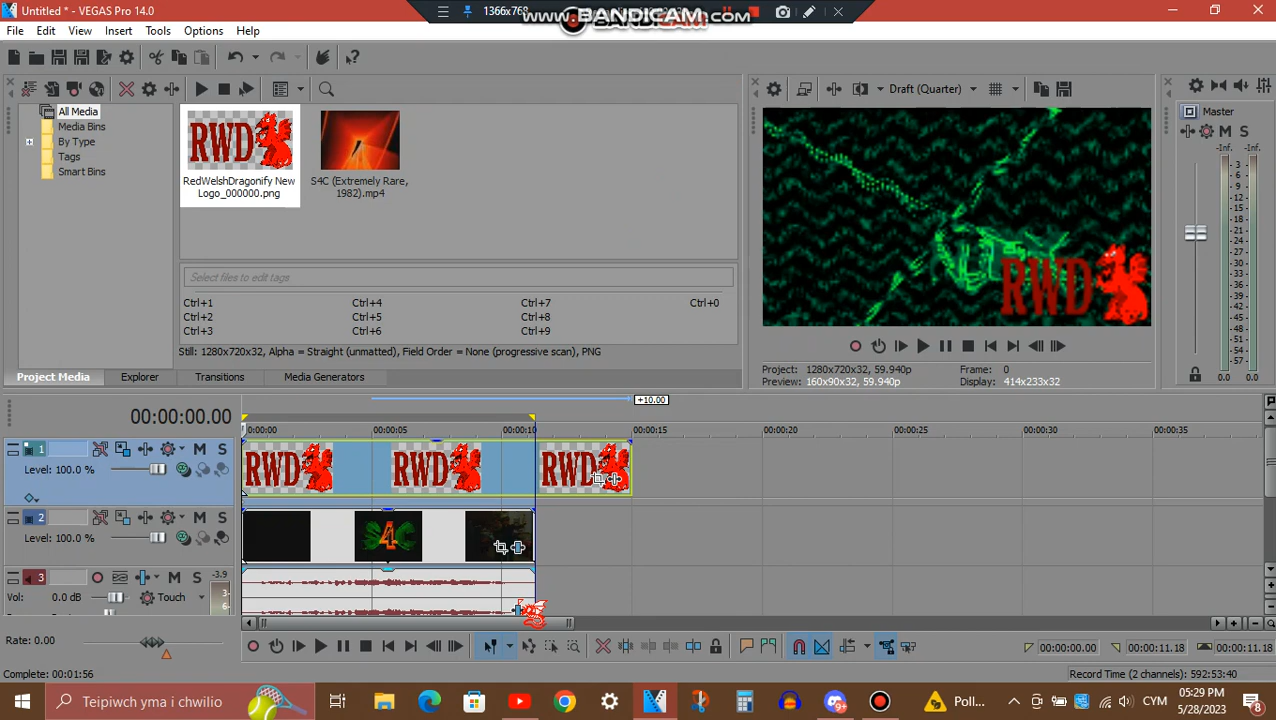 Untitled * - VEGAS Pro 14.0
1366x768
www.BANDICAM.com
File Edit View Insert Tools Options Help
Draft (Quarter)
Master
All Media
Media Bins
By Type
Tags
Smart Bins
RWD
RedWelshDragonify New Logo_000000.png
S4C (Extremely Rare, 1982).mp4
Select files to edit tags
Ctrl+1 Ctrl+4 Ctrl+7 Ctrl+0
Ctrl+2 Ctrl+5 Ctrl+8
Ctrl+3 Ctrl+6 Ctrl+9
Still: 1280x720x32, Alpha = Straight (unmatted), Field Order = None (progressive scan), PNG
Project Media Explorer Transitions Media Generators
RWD
Project: 1280x720x32, 59.940p Frame: 0
Preview: 160x90x32, 59.940p Display: 414x233x32
M S
-Inf. -Inf.
3
6
9
12
15
18
21
24
27
30
33
36
39
42
45
48
51
54
57
0.0 0.0
00:00:00.00
+10.00
00:00:00 00:00:05 00:00:10 00:00:15 00:00:20 00:00:25 00:00:30 00:00:35
1 M S
Level: 100.0 %
RWD RWD RWD
2 M S
Level: 100.0 %
S4C
3 M S -3.9
Vol: 0.0 dB Touch
3-
6-
Rate: 0.00
00:00:00.00 00:00:11.18 00:00:11.18
Complete: 00:01:56
Record Time (2 channels): 592:53:40
Teipiwch yma i chwilio
Poll...
CYM
05:29 PM
5/28/2023
8